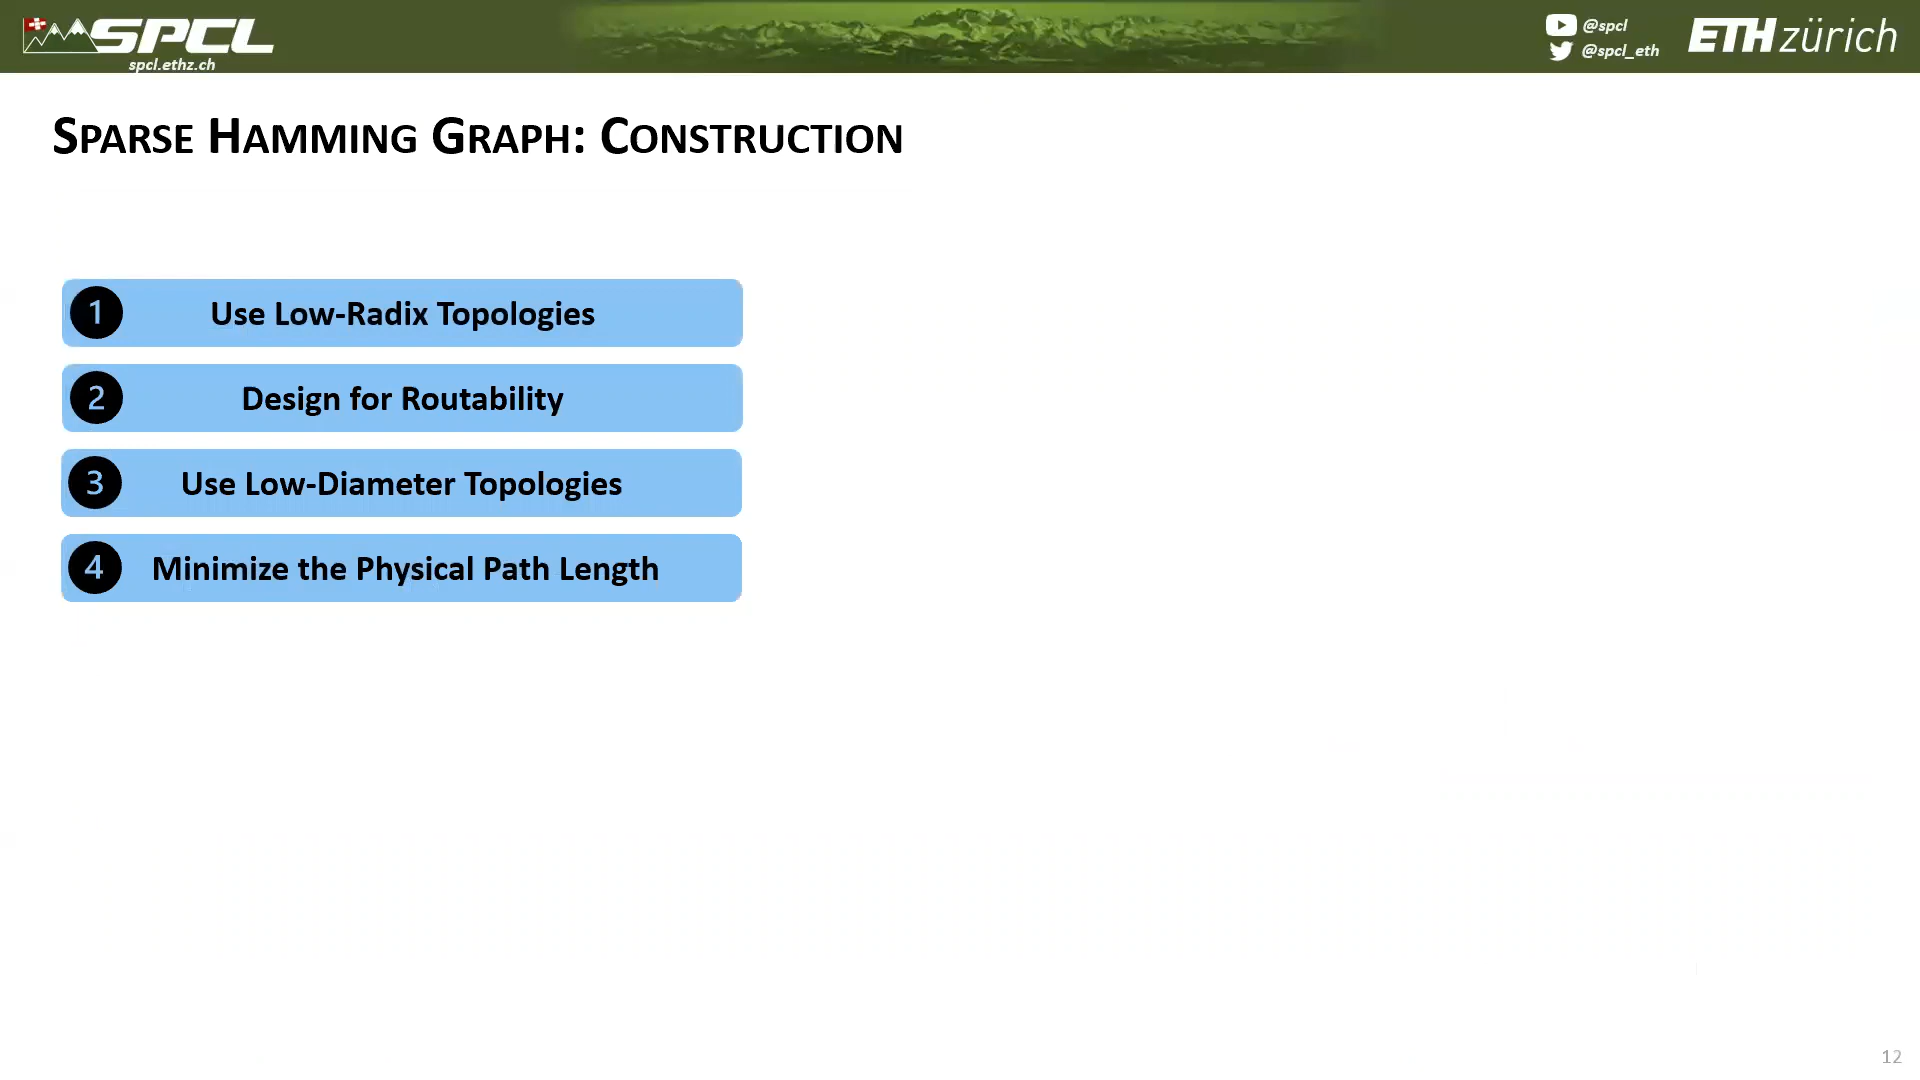 SPCL
spcl.ethz.ch
@spcl
@spcl_eth
ETH zürich
SPARSE HAMMING GRAPH: CONSTRUCTION
1 Use Low-Radix Topologies
2 Design for Routability
3 Use Low-Diameter Topologies
4 Minimize the Physical Path Length
12